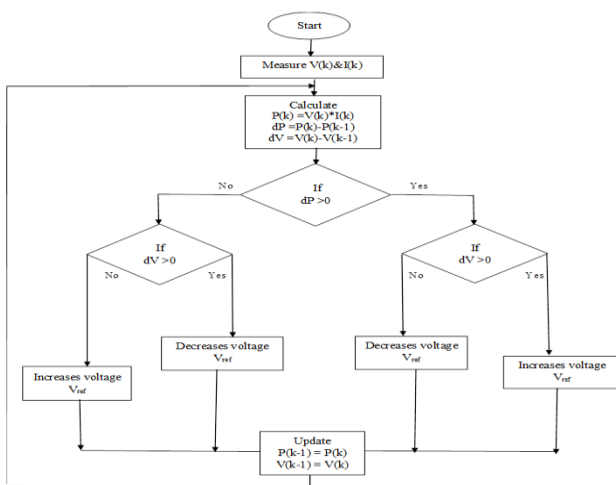 Start
Measure V(k)&I(k)
Calculate
P(k) =V(k)*I(k)
dP =P(k)-P(k-1)
dV =V(k)-V(k-1)
No
If
dP >0
Yes
If
dV >0
No
Yes
If
dV >0
No
Yes
Decreases voltage
Vref
Decreases voltage
Vref
Increases voltage
Vref
Increases voltage
Vref
Update
P(k-1) = P(k)
V(k-1) = V(k)